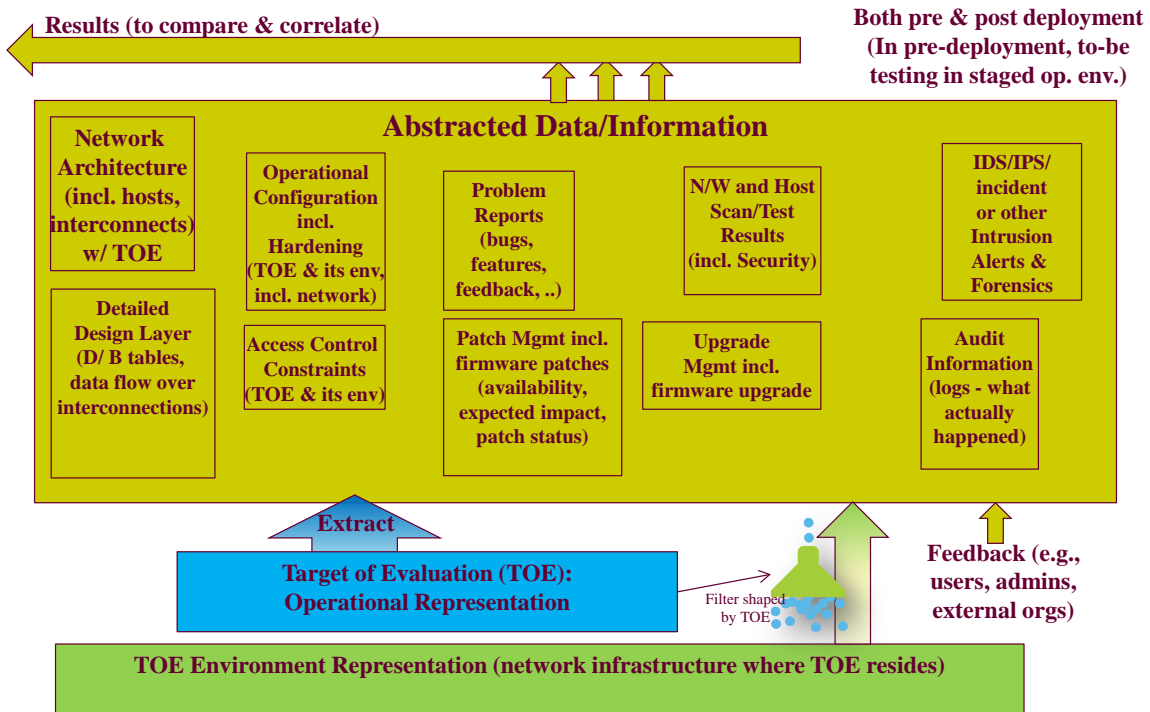 Results (to compare & correlate)
Both pre & post deployment
(In pre-deployment, to-be
testing in staged op. env.)
Abstracted Data/Information
Network
Architecture
(incl. hosts,
interconnects)
w/ TOE
Operational
Configuration
incl.
Hardening
(TOE & its env,
incl. network)
Problem
Reports
(bugs,
features,
feedback, ..)
N/W and Host
Scan/Test
Results
(incl. Security)
IDS/IPS/
incident
or other
Intrusion
Alerts &
Forensics
Detailed
Design Layer
(D/ B tables,
data flow over
interconnections)
Access Control
Constraints
(TOE & its env)
Patch Mgmt incl.
firmware patches
(availability,
expected impact,
patch status)
Upgrade
Mgmt incl.
firmware upgrade
Audit
Information
(logs - what
actually
happened)
Extract
Target of Evaluation (TOE):
Operational Representation
Filter shaped
by TOE
Feedback (e.g.,
users, admins,
external orgs)
TOE Environment Representation (network infrastructure where TOE resides)